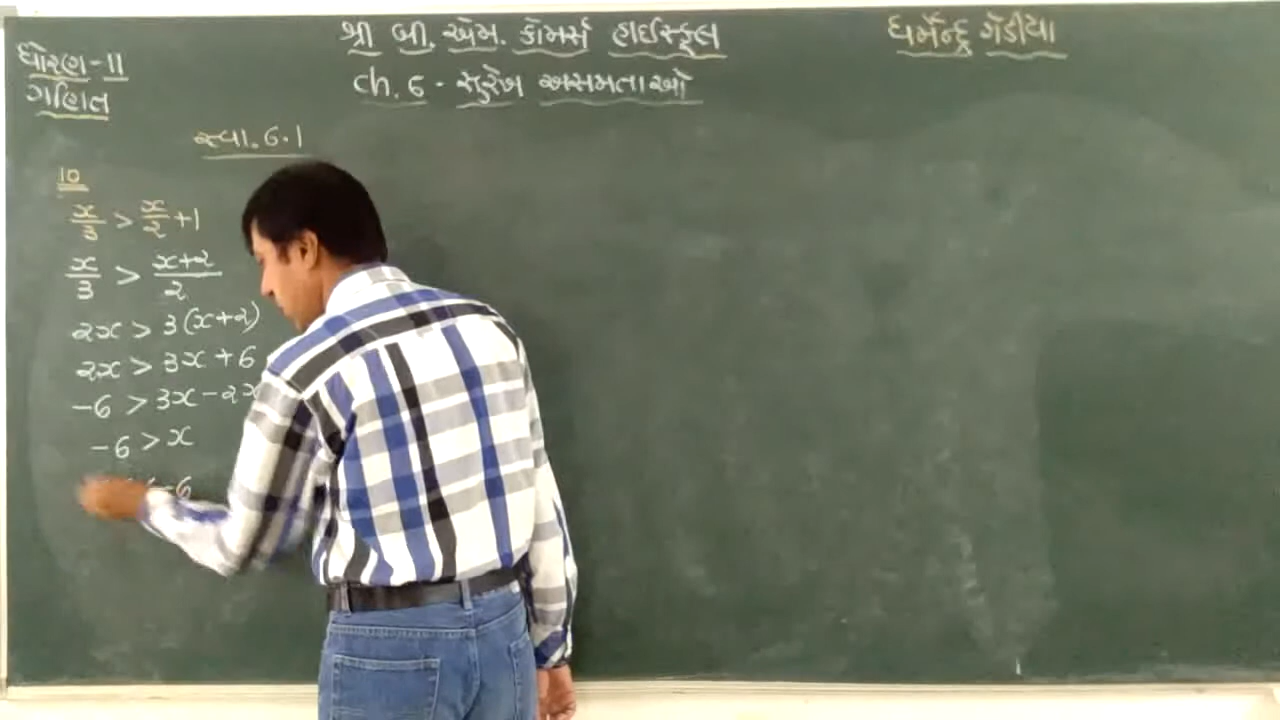 શ્રી બી. એમ. કોમર્સ હાઈસ્કૂલ
ધર્મેન્દ્ર ગેડીયા
ધોરણ-11
ગણિત
ch. 6 - સુરેખ અસમતાઓ
સ્વા. 6.1
10
x/3 > x/2 + 1
x/3 > x+2/2
2x > 3(x+2)
2x > 3x + 6
-6 > 3x - 2x
-6 > x
< -6